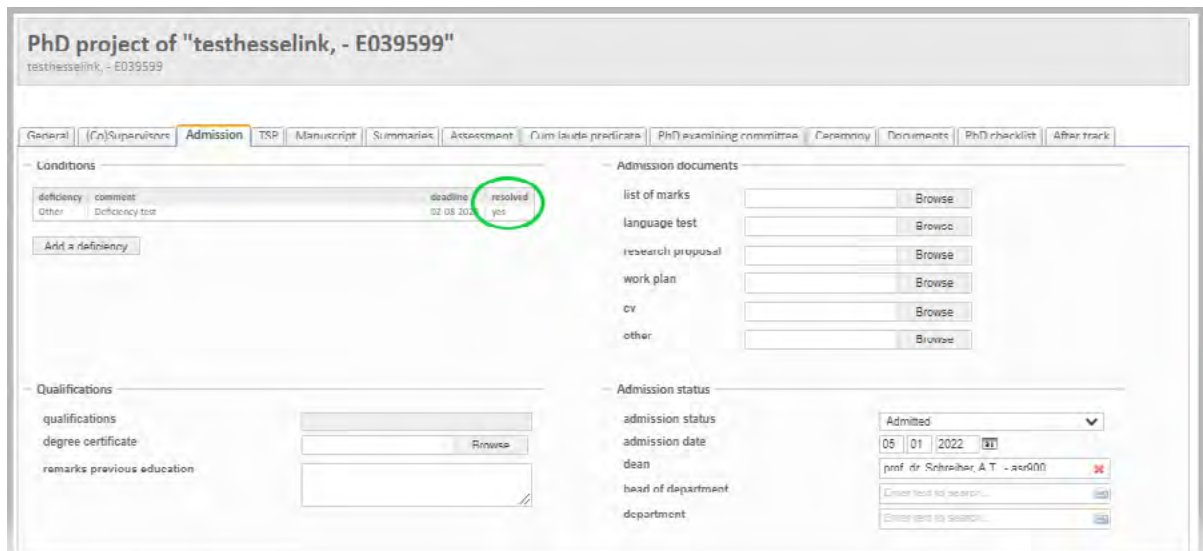 PhD project of "testhesselink, - E039599"
testhesselink, - E039599
General (Co)Supervisors Admission TSP Manuscript Summaries Assessment Cum laude predicate PhD examining committee Ceremony Documents PhD checklist After track
Conditions
deficiency comment deadline resolved
Other Deficiency test 02 08 yes
Add a deficiency
Admission documents
list of marks Browse
language test Browse
research proposal Browse
work plan Browse
cv Browse
other Browse
Qualifications
qualifications
degree certificate Browse
remarks previous education
Admission status
admission status Admitted
admission date 05 01 2022
dean prof. dr. Schreiber, A.T. - asr900
head of department Enter text to search...
department Enter text to search...